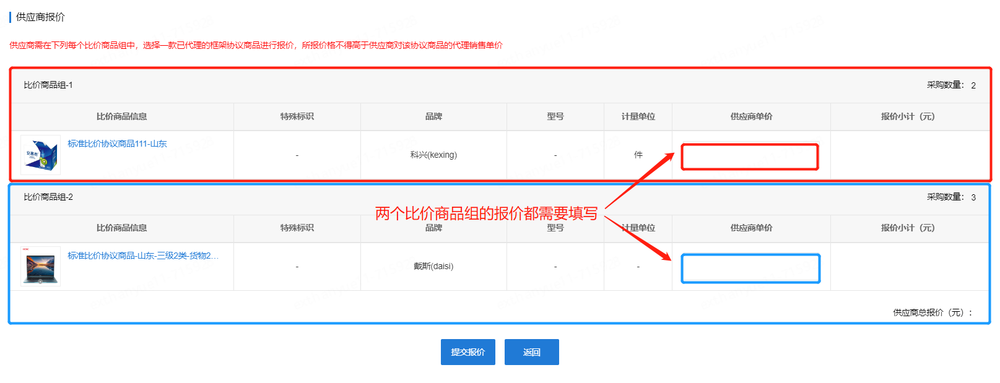 供应商报价
供应商需在下列每个比价商品组中，选择一款已代理的框架协议商品进行报价，所报价格不得高于供应商对该协议商品的代理销售单价
比价商品组-1 采购数量： 2
比价商品信息 特殊标识 品牌 型号 计量单位 供应商单价 报价小计（元）
标准比价协议商品111-山东 - 科兴(kexing) - 件
比价商品组-2 采购数量： 3
两个比价商品组的报价都需要填写
比价商品信息 特殊标识 品牌 型号 计量单位 供应商单价 报价小计（元）
标准比价协议商品-山东-三级2类-货物2... - 戴斯(daisi) - -
供应商总报价（元）：
提交报价 返回